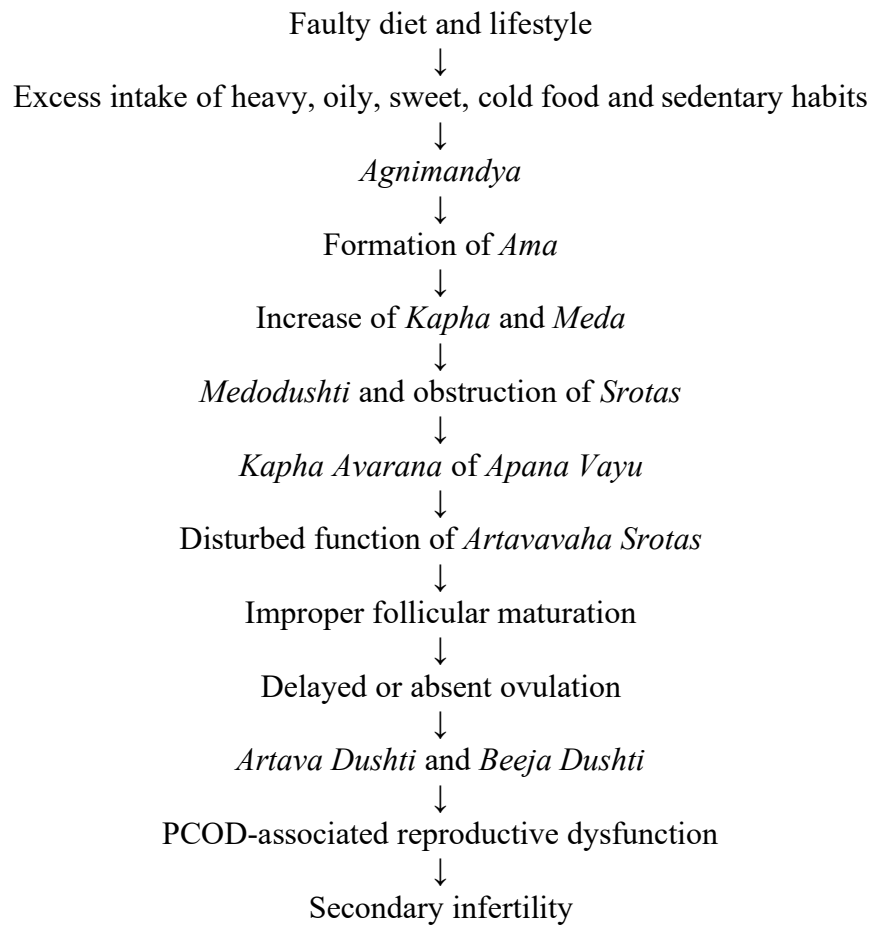 Faulty diet and lifestyle
↓
Excess intake of heavy, oily, sweet, cold food and sedentary habits
↓
Agnimandya
↓
Formation of Ama
↓
Increase of Kapha and Meda
↓
Medodushti and obstruction of Srotas
↓
Kapha Avarana of Apana Vayu
↓
Disturbed function of Artavavaha Srotas
↓
Improper follicular maturation
↓
Delayed or absent ovulation
↓
Artava Dushti and Beeja Dushti
↓
PCOD-associated reproductive dysfunction
↓
Secondary infertility